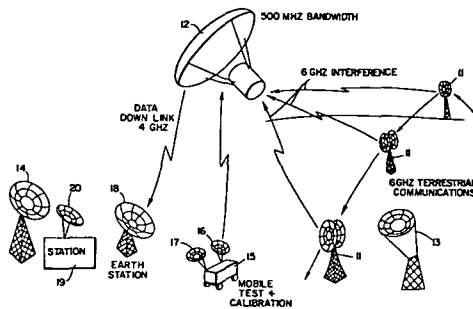 12
500 MHZ BANDWIDTH
6 GHZ INTERFERENCE
11
DATA
DOWN LINK
4 GHZ
11
6GHZ TERRESTRIAL
COMMUNICATIONS
14
20
18
16
17
13
STATION
EARTH
STATION
15
11
19
MOBILE
TEST +
CALIBRATION